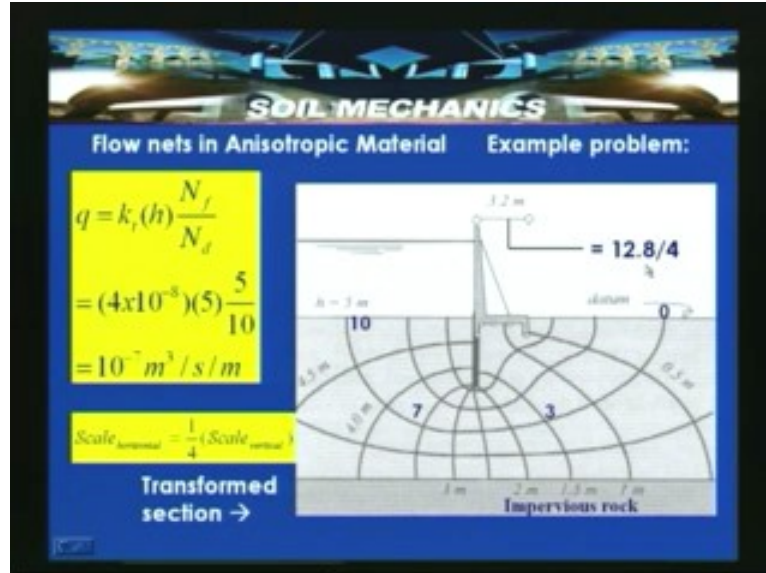 SOIL MECHANICS
Flow nets in Anisotropic Material Example problem:
q = k_t(h) N_f / N_d
= (4x10^-8)(5) 5/10
= 10^-7 m^3 / s / m
Scale_horizontal = 1/4 (Scale_vertical)
Transformed
section →
3.2 m
= 12.8/4
h = 5 m
datum
10
0
4.5 m
0.5 m
4.0 m
7
3
3 m 2 m 1.5 m 1 m
Impervious rock